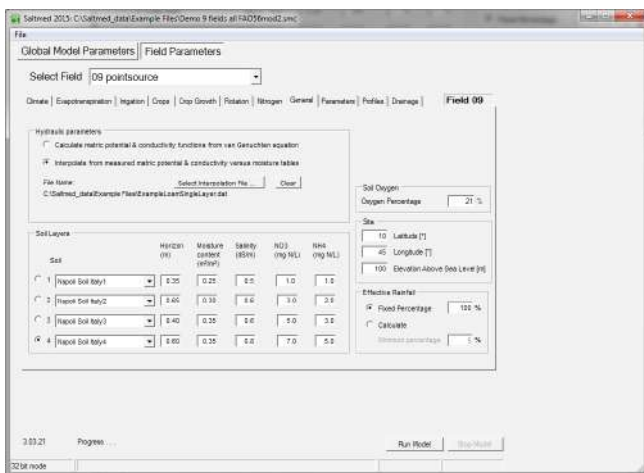 Saltmed 2015: C:\Saltmed_data\Example Files\Demo 9 fields all FAO56mod2.smc
File
Global Model Parameters Field Parameters
Select Field 09 pointsource
Climate Evapotranspiration Irrigation Crops Crop Growth Rotation Nitrogen General Parameters Profiles Drainage Field 09
Hydraulic parameters
Calculate matric potential & conductivity functions from van Genuchten equation
Interpolate from measured matric potential & conductivity versus moisture tables
File Name: Select Interpolation File ... Clear
C:\Saltmed_data\Example Files\ExampleLoamSingleLayer.dat
Soil Oxygen
Oxygen Percentage 21 %
Site
10 Latitude [°]
45 Longitude [°]
100 Elevation Above Sea Level [m]
Effective Rainfall
Fixed Percentage 100 %
Calculate
%
Soil Layers
Soil Horizon (m) Moisture content (m³/m³) Salinity (dS/m) NO3 (mg N/L) NH4 (mg N/L)
1 Napoli Soil Italy1 0.35 0.25 0.5 1.0 1.0
2 Napoli Soil Italy2 0.65 0.30 0.6 3.0 2.0
3 Napoli Soil Italy3 0.40 0.35 0.6 5.0 3.0
4 Napoli Soil Italy4 0.60 0.35 0.8 7.0 5.0
3.03.21 Progress ... Run Model Stop Model
32 bit mode